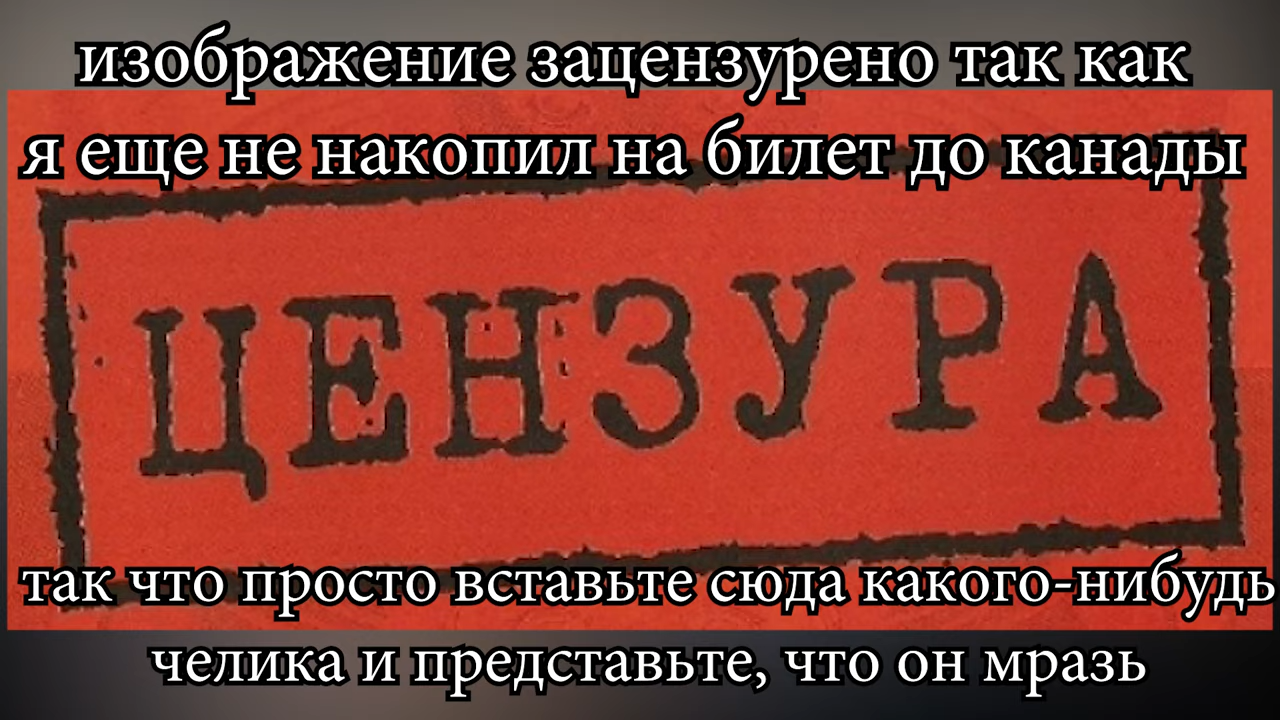 изображение зацензурено так как
я еще не накопил на билет до канады
ЦЕНЗУРА
так что просто вставьте сюда какого-нибудь
челика и представьте, что он мразь